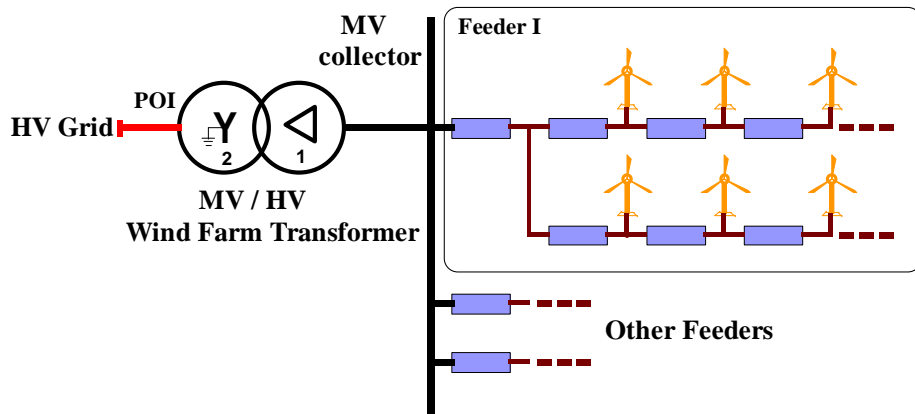 MV
collector
Feeder I
POI
HV Grid
Y
2
1
MV / HV
Wind Farm Transformer
Other Feeders